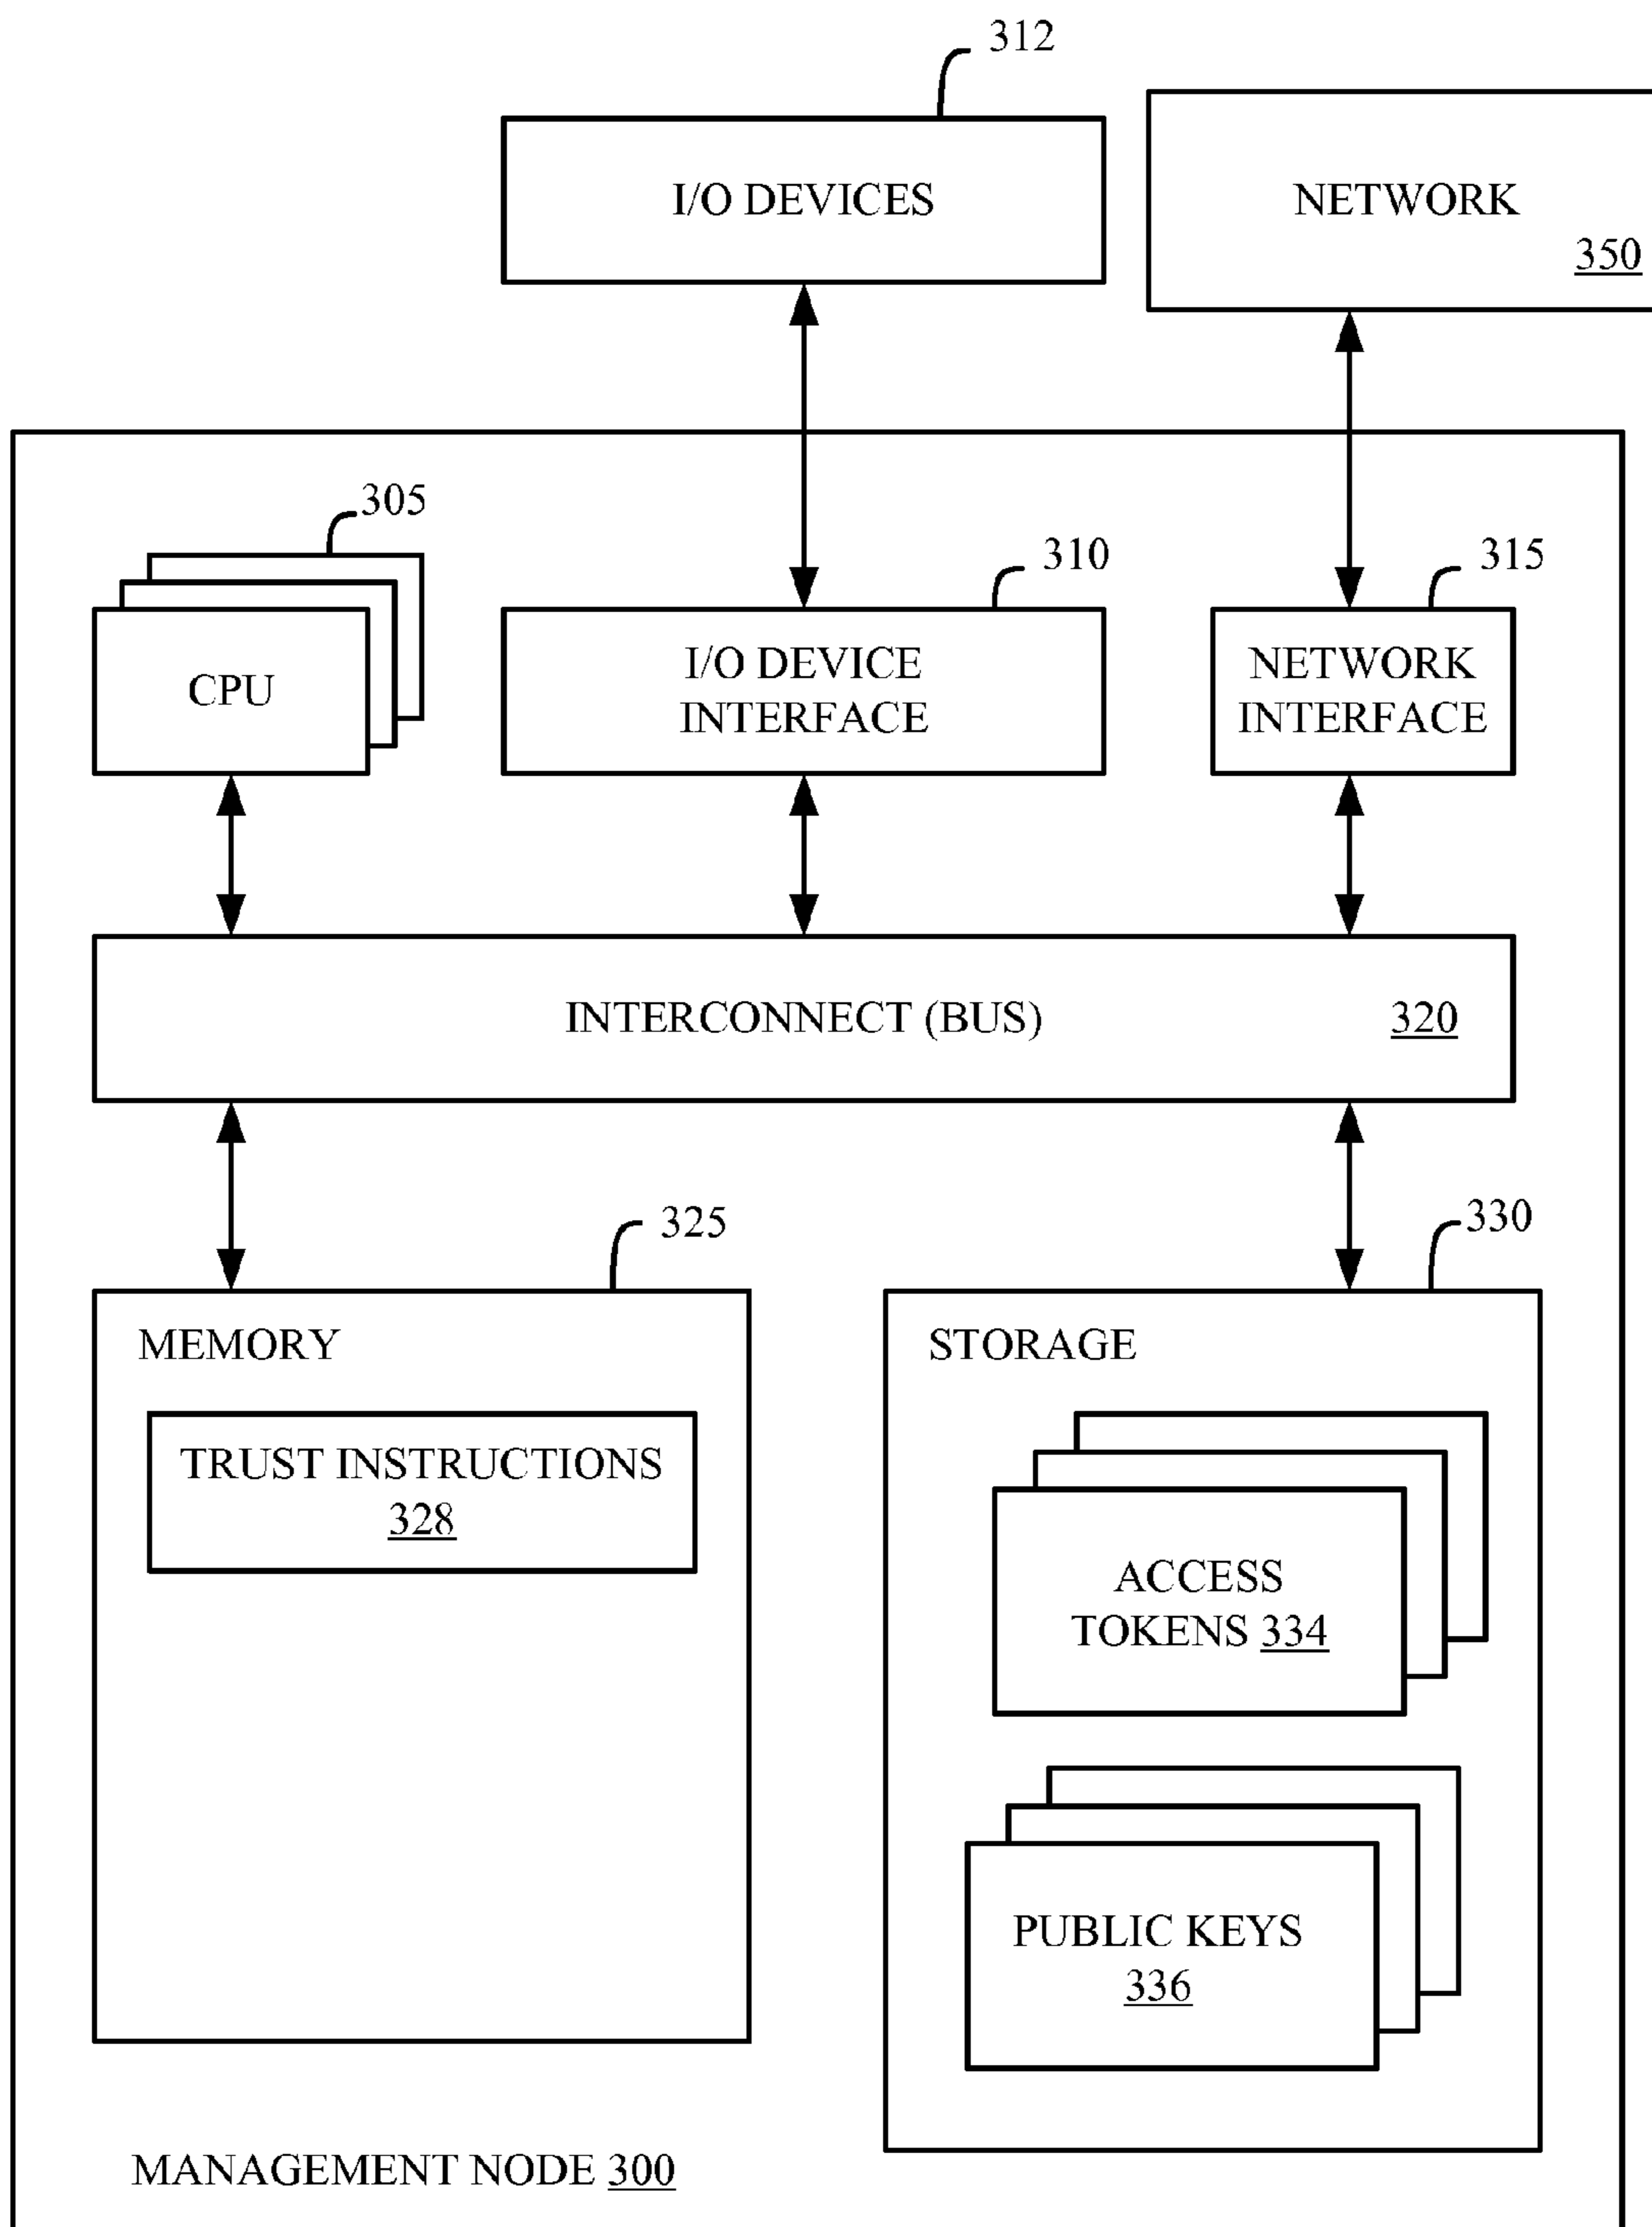 312
I/O DEVICES
NETWORK
350
305
310
315
CPU
I/O DEVICE
INTERFACE
NETWORK
INTERFACE
INTERCONNECT (BUS)
320
325
330
MEMORY
TRUST INSTRUCTIONS
328
STORAGE
ACCESS
TOKENS 334
PUBLIC KEYS
336
MANAGEMENT NODE 300